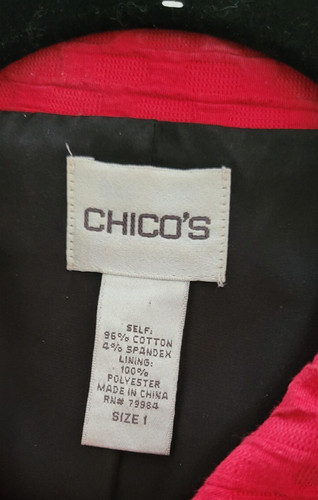 CHICO'S
SELF:
96% COTTON
4% SPANDEX
LINING:
100%
POLYESTER
MADE IN CHINA
RN# 79984
SIZE 1